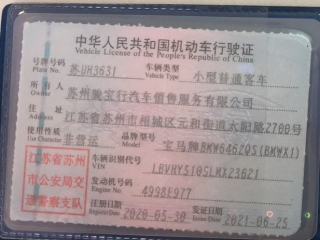 中华人民共和国机动车行驶证
Vehicle License of the People's Republic of China
号牌号码 苏UH3631 车辆类型 小型普通客车
Plate No. Vehicle Type
所有人 苏州骏宝行汽车销售服务有限公司
Owner
住址 江苏省苏州市相城区元和街道太阳路2700号
Address
使用性质 非营运 品牌型号 宝马牌BMW6462QS(BMWX1)
Use Character Model
江苏省苏州
市公安局交
通警察支队
车辆识别代号
VIN
发动机号码 4998K977
Engine No.
注册日期 2020-05-30 发证日期 2021-06-25
Register Date Issue Date